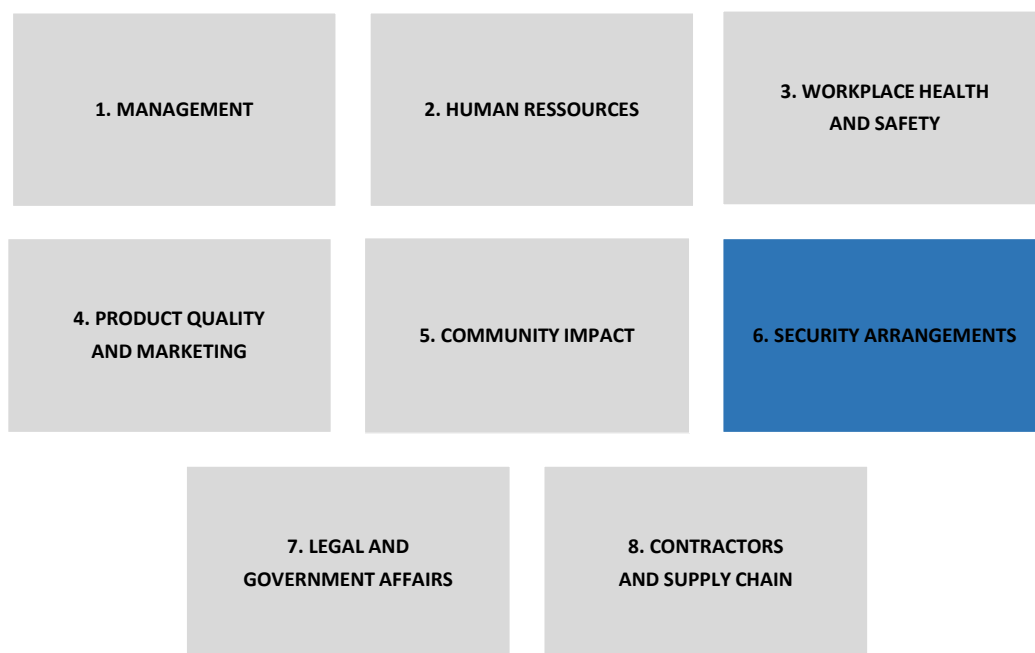 1. MANAGEMENT
2. HUMAN RESSOURCES
3. WORKPLACE HEALTH
AND SAFETY
4. PRODUCT QUALITY
AND MARKETING
5. COMMUNITY IMPACT
6. SECURITY ARRANGEMENTS
7. LEGAL AND
GOVERNMENT AFFAIRS
8. CONTRACTORS
AND SUPPLY CHAIN